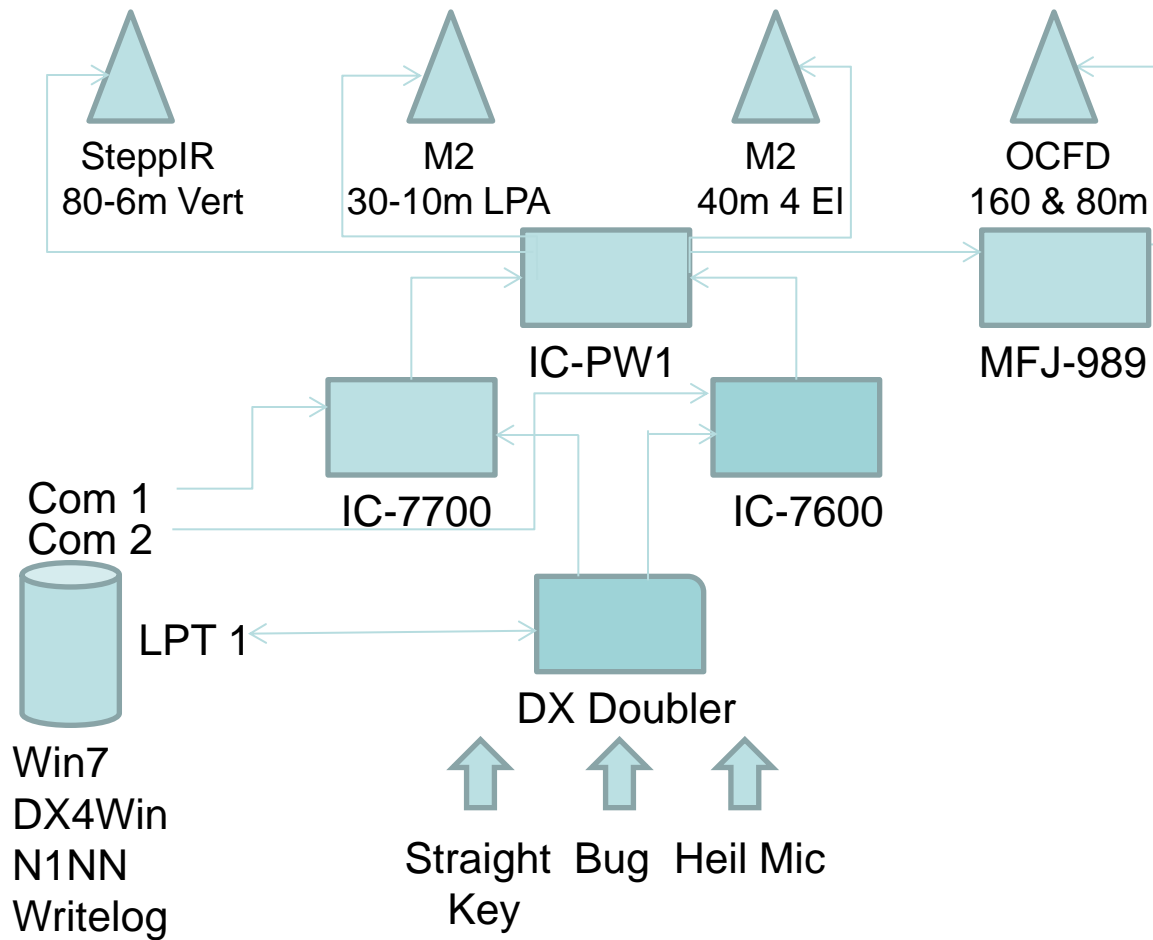 SteppIR
80-6m Vert
M2
30-10m LPA
M2
40m 4 El
OCFD
160 & 80m
IC-PW1
MFJ-989
IC-7700
IC-7600
Com 1
Com 2
LPT 1
DX Doubler
Win7
DX4Win
N1NN
Writelog
Straight
Key
Bug
Heil Mic